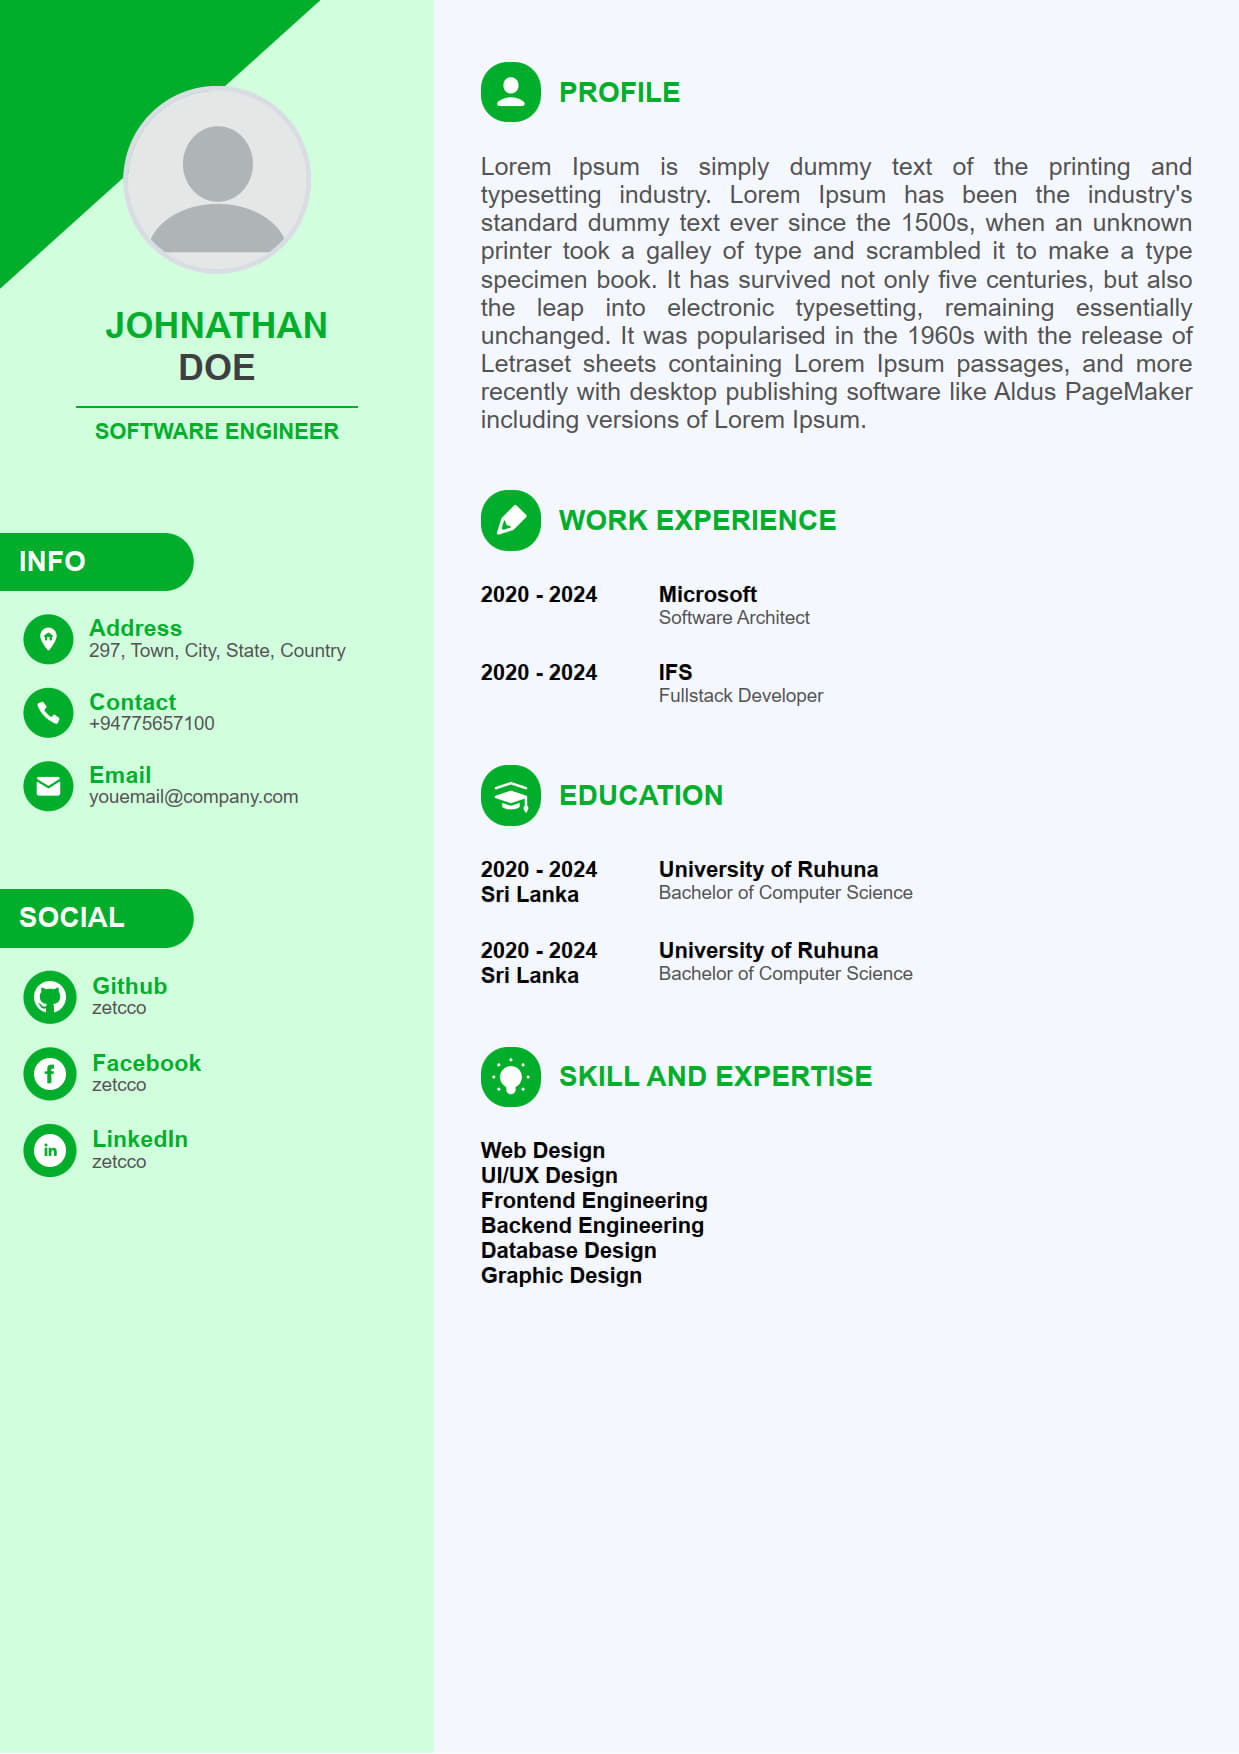 JOHNATHAN
DOE
SOFTWARE ENGINEER
INFO
Address
297, Town, City, State, Country
Contact
+94775657100
Email
youemail@company.com
SOCIAL
Github
zetcco
Facebook
zetcco
LinkedIn
zetcco
PROFILE
Lorem Ipsum is simply dummy text of the printing and
typesetting industry. Lorem Ipsum has been the industry's
standard dummy text ever since the 1500s, when an unknown
printer took a galley of type and scrambled it to make a type
specimen book. It has survived not only five centuries, but also
the leap into electronic typesetting, remaining essentially
unchanged. It was popularised in the 1960s with the release of
Letraset sheets containing Lorem Ipsum passages, and more
recently with desktop publishing software like Aldus PageMaker
including versions of Lorem Ipsum.
WORK EXPERIENCE
2020 - 2024 Microsoft
Software Architect
2020 - 2024 IFS
Fullstack Developer
EDUCATION
2020 - 2024 University of Ruhuna
Sri Lanka Bachelor of Computer Science
2020 - 2024 University of Ruhuna
Sri Lanka Bachelor of Computer Science
SKILL AND EXPERTISE
Web Design
UI/UX Design
Frontend Engineering
Backend Engineering
Database Design
Graphic Design